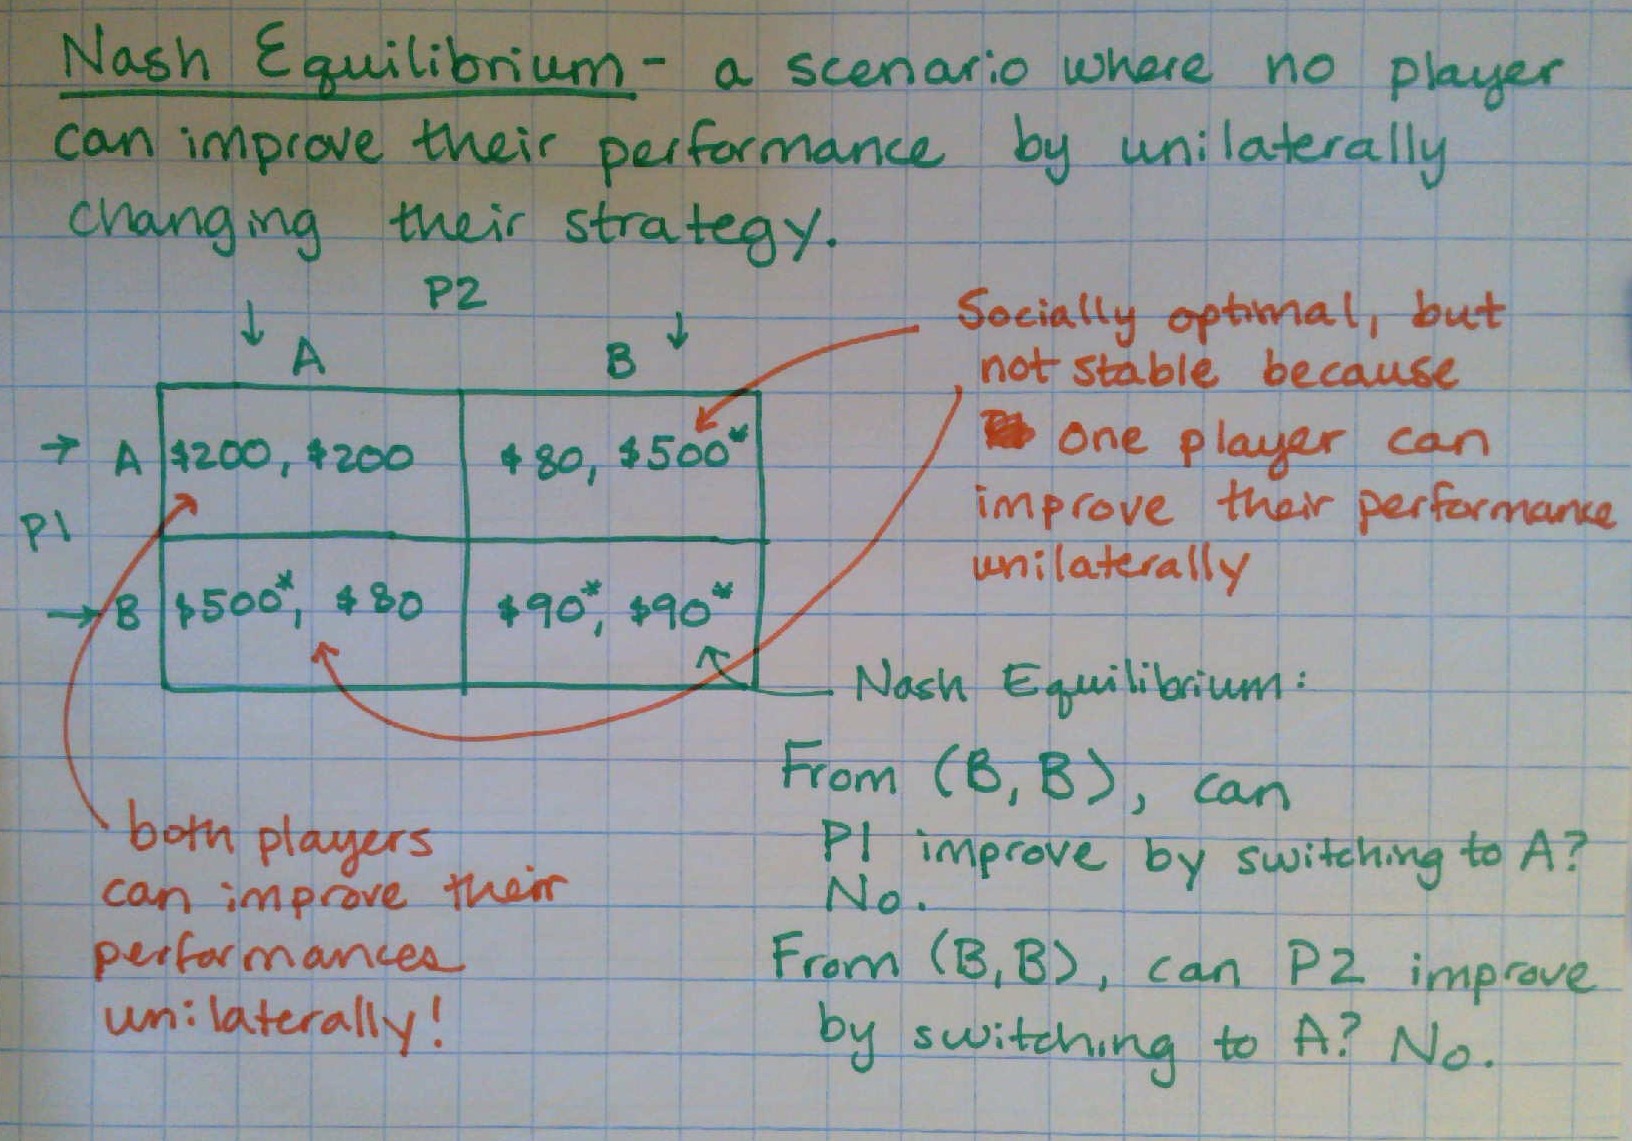 Nash Equilibrium - a scenario where no player
can improve their performance by unilaterally
changing their strategy.
P2
↓ A B ↓
→ A $200, $200 $80, $500*
P1
→ B $500*, $80 $90*, $90*
Socially optimal, but
not stable because
one player can
improve their performance
unilaterally
Nash Equilibrium:
From (B, B), can
P1 improve by switching to A?
No.
From (B, B), can P2 improve
by switching to A? No.
both players
can improve their
performances
unilaterally!